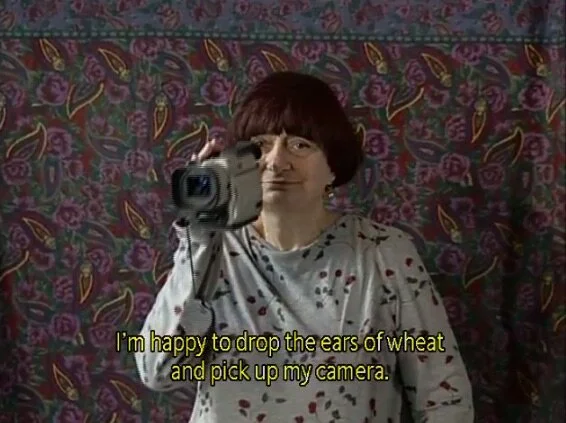 I'm happy to drop the ears of wheat
and pick up my camera.